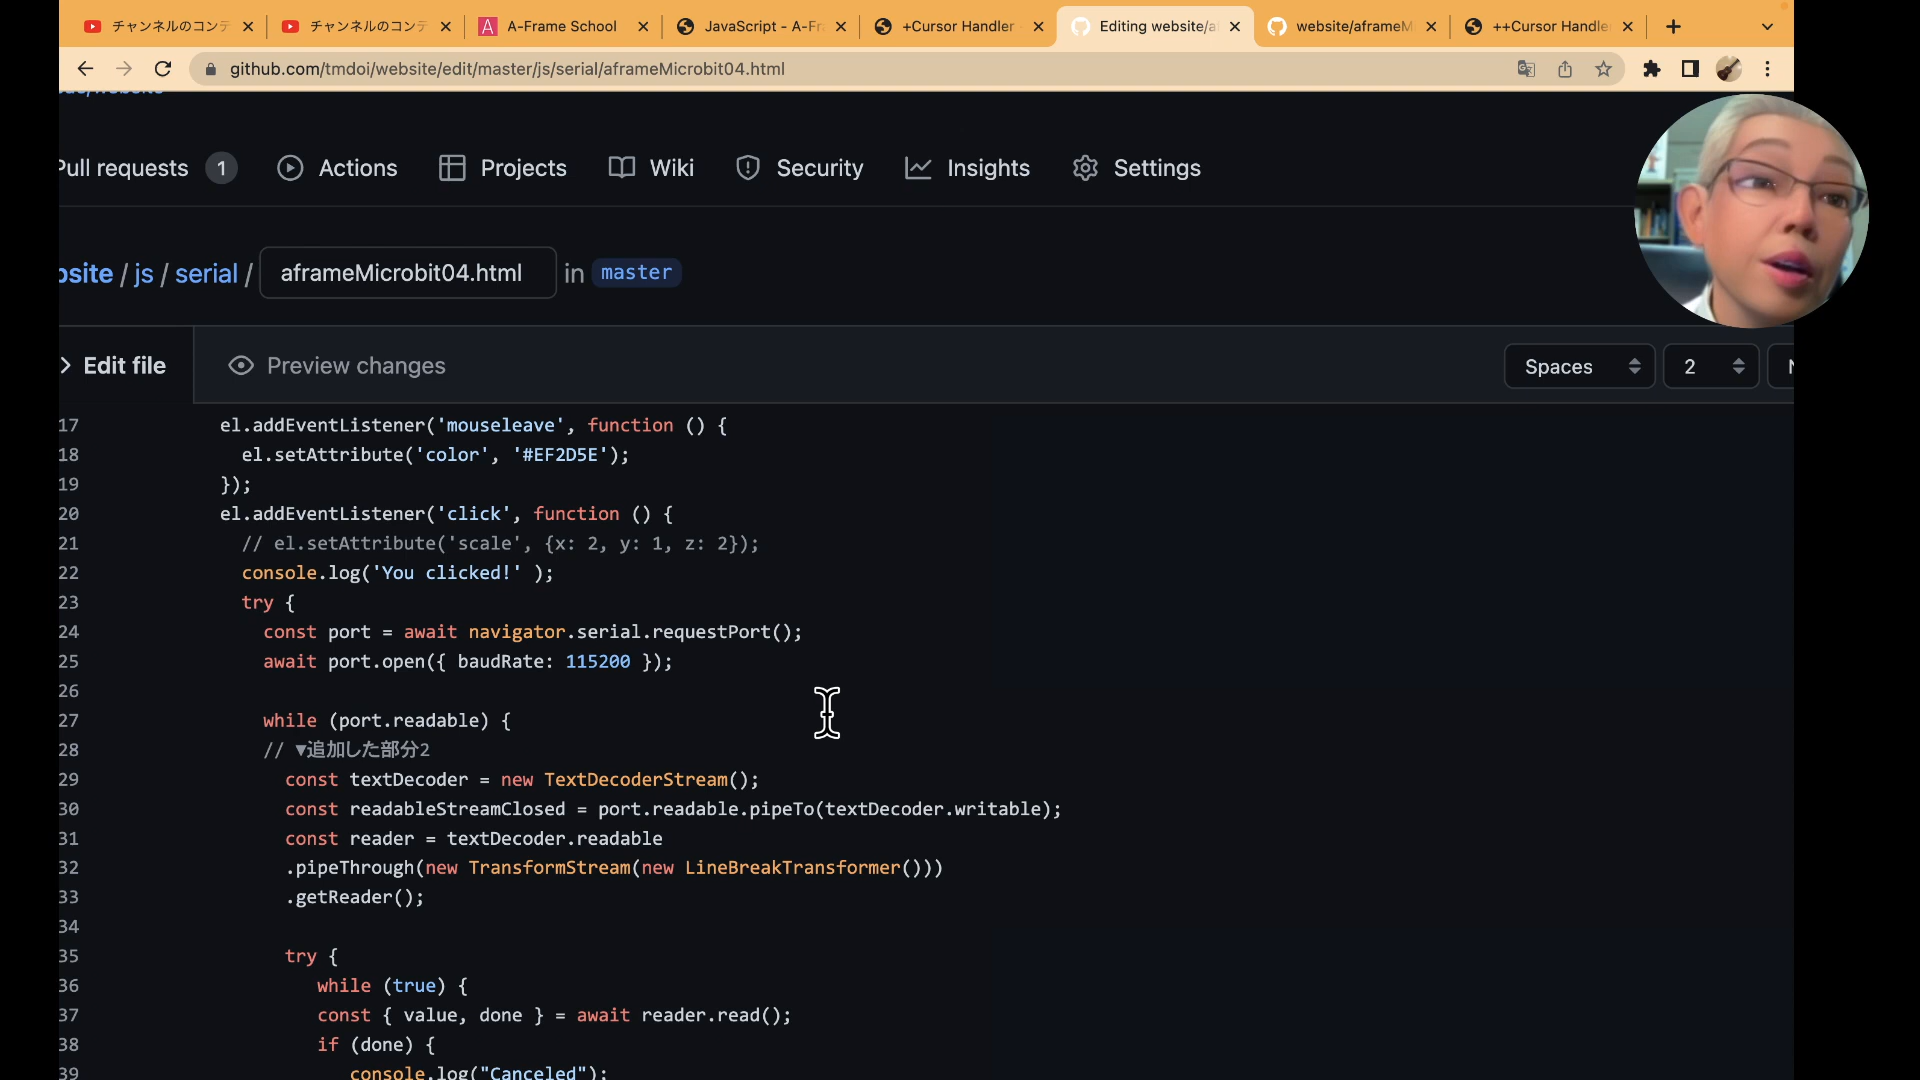 チャンネルのコンテ
チャンネルのコンテ
A-Frame School
JavaScript - A-Fr
+Cursor Handler
Editing website/a
website/aframeM
++Cursor Handle
github.com/tmdoi/website/edit/master/js/serial/aframeMicrobit04.html
Pull requests 1
Actions
Projects
Wiki
Security
Insights
Settings
bsite / js / serial / aframeMicrobit04.html in master
Edit file
Preview changes
Spaces
2
17 el.addEventListener('mouseleave', function () {
18 el.setAttribute('color', '#EF2D5E');
19 });
20 el.addEventListener('click', function () {
21 // el.setAttribute('scale', {x: 2, y: 1, z: 2});
22 console.log('You clicked!' );
23 try {
24 const port = await navigator.serial.requestPort();
25 await port.open({ baudRate: 115200 });
26
27 while (port.readable) {
28 // ▼追加した部分2
29 const textDecoder = new TextDecoderStream();
30 const readableStreamClosed = port.readable.pipeTo(textDecoder.writable);
31 const reader = textDecoder.readable
32 .pipeThrough(new TransformStream(new LineBreakTransformer()))
33 .getReader();
34
35 try {
36 while (true) {
37 const { value, done } = await reader.read();
38 if (done) {
39 console.log("Canceled");